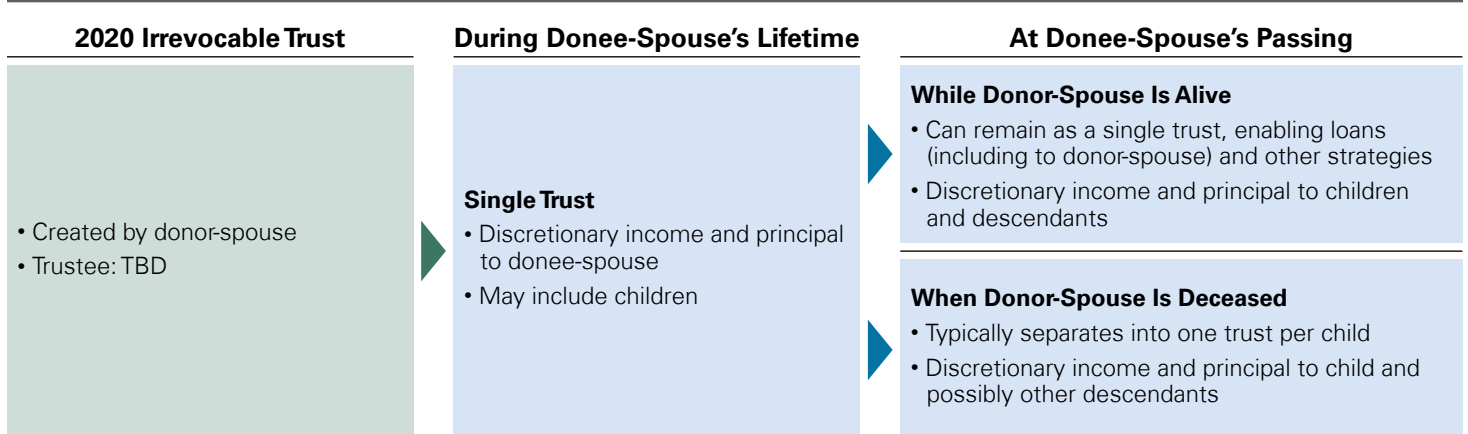 2020 Irrevocable Trust
• Created by donor-spouse
• Trustee: TBD
During Donee-Spouse's Lifetime
Single Trust
• Discretionary income and principal
to donee-spouse
• May include children
At Donee-Spouse's Passing
While Donor-Spouse Is Alive
• Can remain as a single trust, enabling loans
(including to donor-spouse) and other strategies
• Discretionary income and principal to children
and descendants
When Donor-Spouse Is Deceased
• Typically separates into one trust per child
• Discretionary income and principal to child and
possibly other descendants